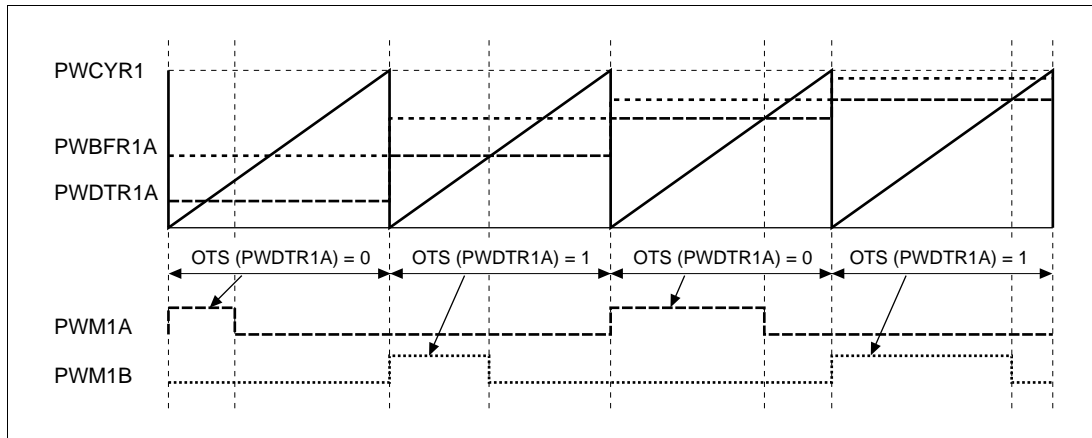 PWCYR1
PWBFR1A
PWDTR1A
OTS (PWDTR1A) = 0 OTS (PWDTR1A) = 1 OTS (PWDTR1A) = 0 OTS (PWDTR1A) = 1
PWM1A
PWM1B